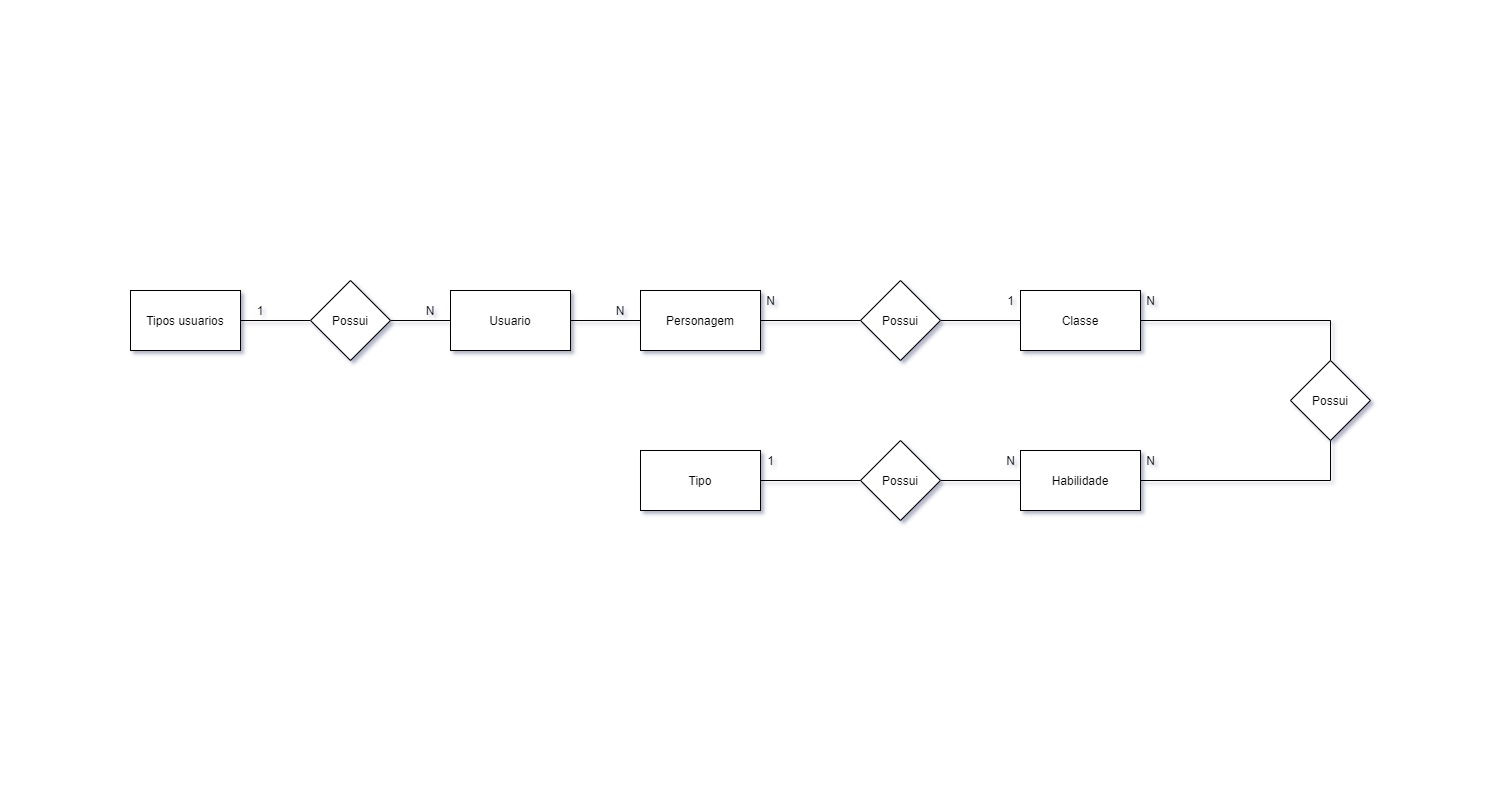 Tipos usuarios
1
Possui
N
Usuario
N
Personagem
N
Possui
1
Classe
N
Possui
Tipo
1
Possui
N
Habilidade
N